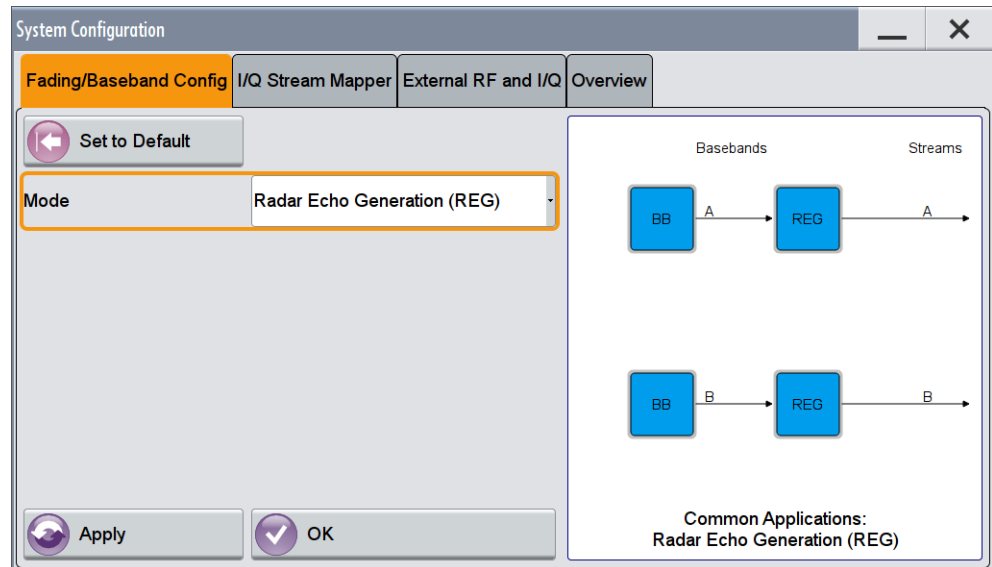 System Configuration
Fading/Baseband Config I/Q Stream Mapper External RF and I/Q Overview
Set to Default
Mode Radar Echo Generation (REG)
Basebands Streams
BB A REG A
BB B REG B
Apply OK
Common Applications:
Radar Echo Generation (REG)